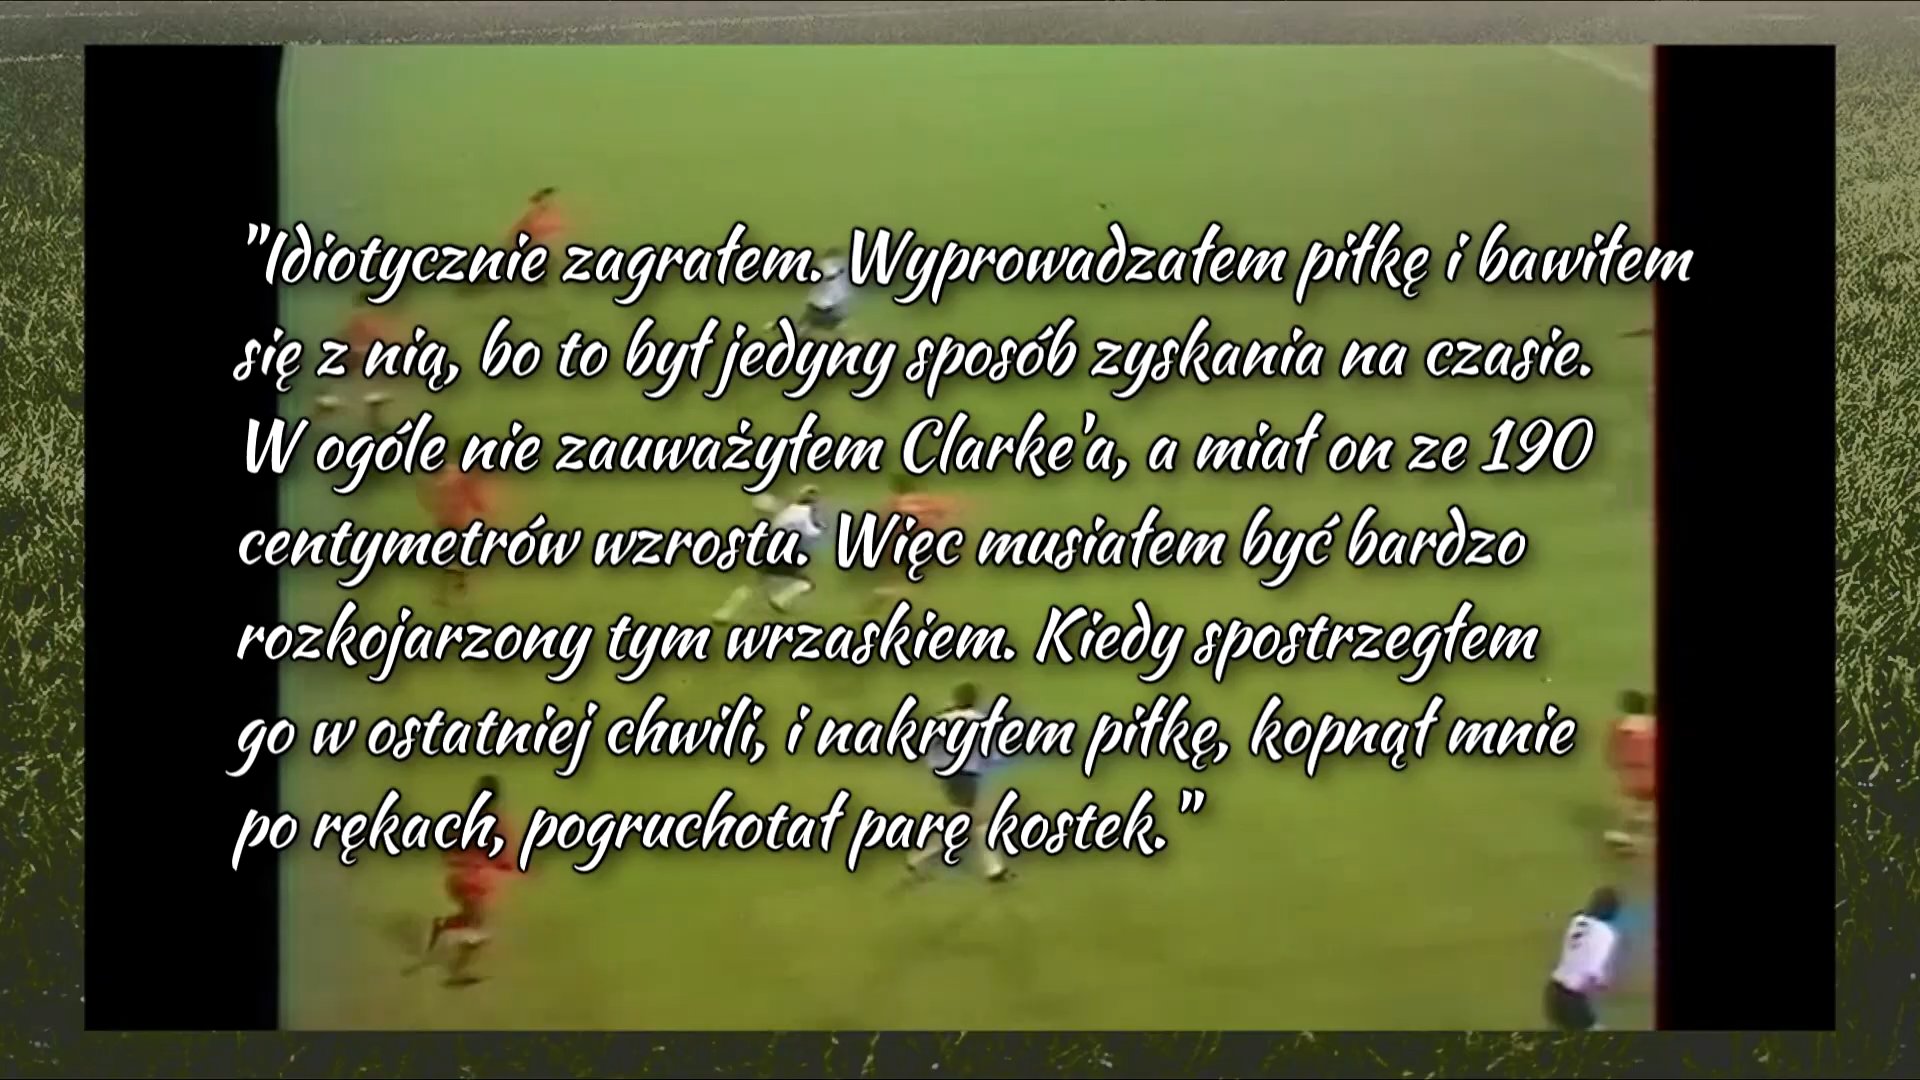 "Idiotycznie zagrałem. Wyprowadzałem piłkę i bawiłem
się z nią, bo to był jedyny sposób zyskania na czasie.
W ogóle nie zauważyłem Clarke'a, a miał on ze 190
centymetrów wzrostu. Więc musiałem być bardzo
rozkojarzony tym wrzaskiem. Kiedy spostrzegłem
go w ostatniej chwili, i nakryłem piłkę, kopnął mnie
po rękach, pogruchotał parę kostek."